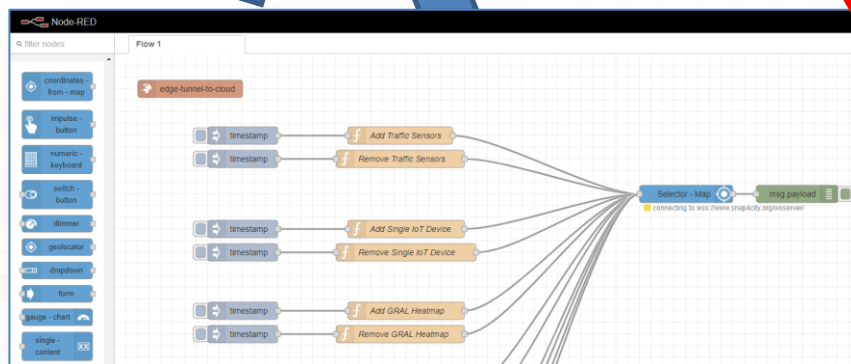 Node-RED
filter nodes
Flow 1
coordinates -
from - map
impulse -
button
numeric -
keyboard
switch -
button
dimmer
geolocator
dropdown
form
gauge - chart
single -
content
edge-tunnel-to-cloud
timestamp
Add Traffic Sensors
timestamp
Remove Traffic Sensors
timestamp
Add Single IoT Device
timestamp
Remove Single IoT Device
timestamp
Add GRAL Heatmap
timestamp
Remove GRAL Heatmap
Selector - Map
connecting to wss://www.snap4city.org/wsserver/
msg.payload